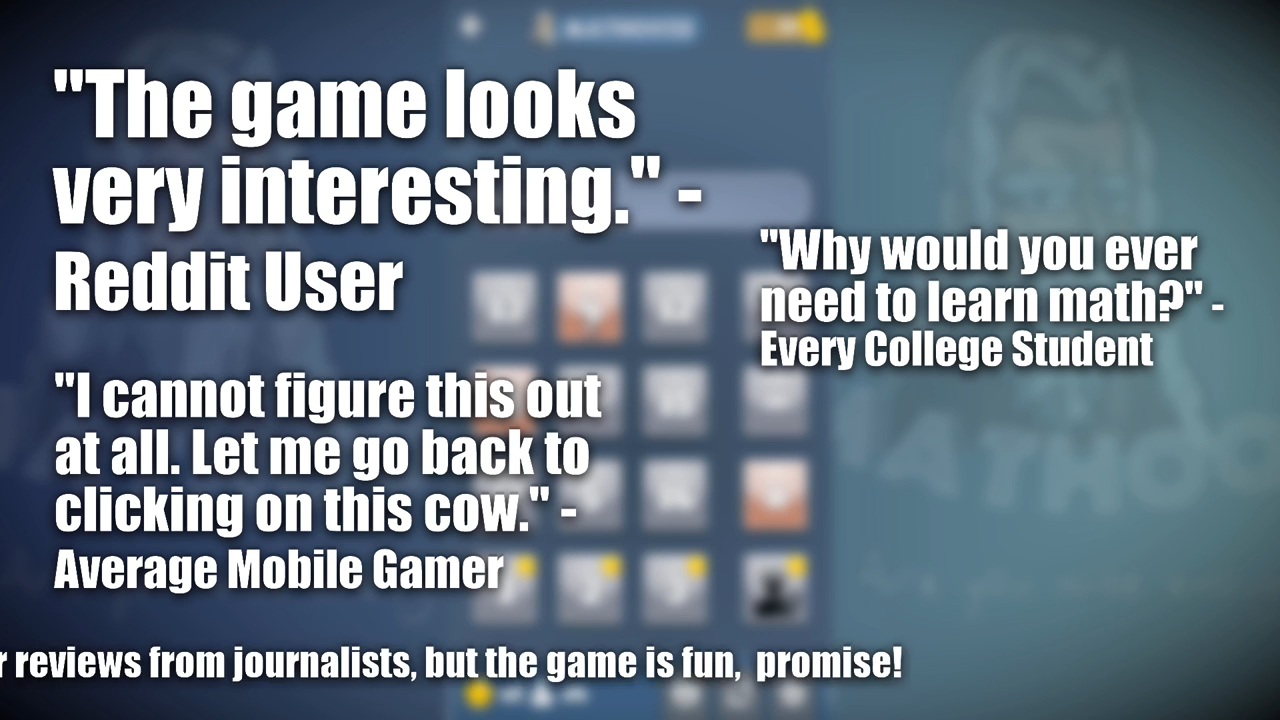 "The game looks
very interesting." -
Reddit User
"Why would you ever
need to learn math?" -
Every College Student
"I cannot figure this out
at all. Let me go back to
clicking on this cow." -
Average Mobile Gamer
reviews from journalists, but the game is fun, promise!